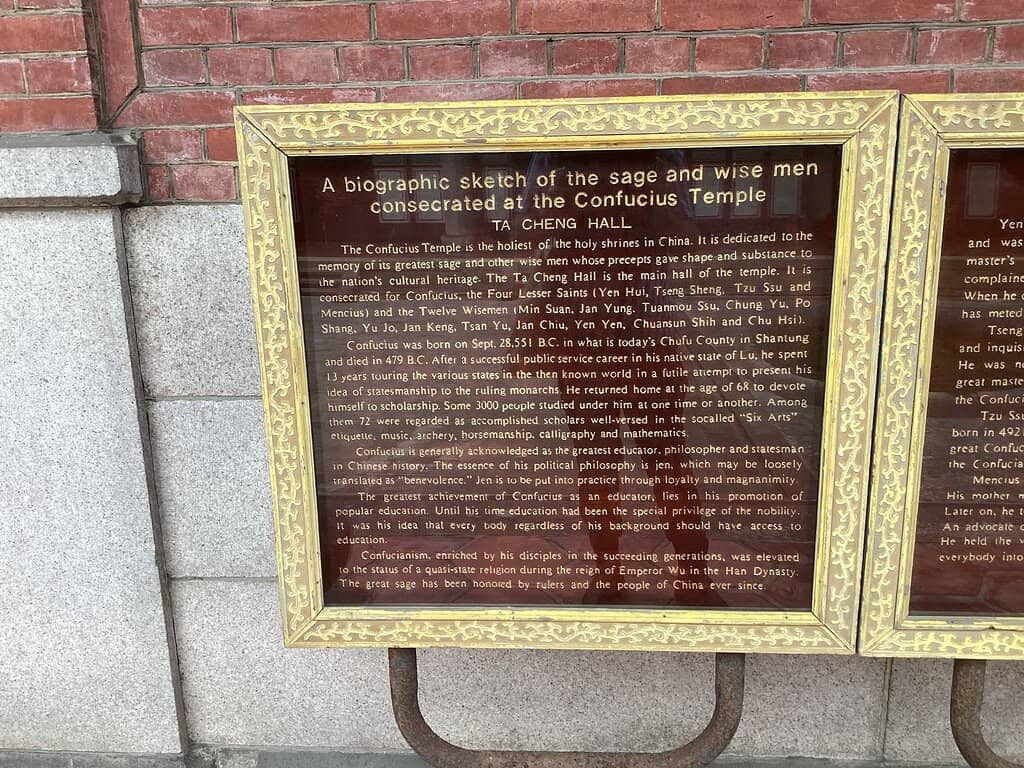 A biographic sketch of the sage and wise men
consecrated at the Confucius Temple
TA CHENG HALL
The Confucius Temple is the holiest of the holy shrines in China. It is dedicated to the
memory of its greatest sage and other wise men whose precepts gave shape and substance to
the nation's cultural heritage. The Ta Cheng Hall is the main hall of the temple. It is
consecrated for Confucius, the Four Lesser Saints (Yen Hui, Tseng Sheng, Tzu Ssu and
Mencius) and the Twelve Wisemen (Min Suan, Jan Yung, Tuanmou Ssu, Chung Yu, Po
Shang, Yu Jo, Jan Keng, Tsan Yu, Jan Chiu, Yen Yen, Chuansun Shih and Chu Hsi).
Confucius was born on Sept. 28,551 B.C. in what is today's Chufu County in Shantung
and died in 479 B.C. After a successful public service career in his native state of Lu, he spent
13 years touring the various states in the then known world in a futile attempt to present his
idea of statesmanship to the ruling monarchs. He returned home at the age of 68 to devote
himself to scholarship. Some 3000 people studied under him at one time or another. Among
them 72 were regarded as accomplished scholars well-versed in the socalled "Six Arts"
etiquette, music, archery, horsemanship, calligraphy and mathematics.
Confucius is generally acknowledged as the greatest educator, philosopher and statesman
in Chinese history. The essence of his political philosophy is jen, which may be loosely
translated as "benevolence." Jen is to be put into practice through loyalty and magnanimity.
The greatest achievement of Confucius as an educator, lies in his promotion of
popular education. Until his time education had been the special privilege of the nobility.
It was his idea that every body regardless of his background should have access to
education.
Confucianism, enriched by his disciples in the succeeding generations, was elevated
to the status of a quasi-state religion during the reign of Emperor Wu in the Han Dynasty.
The great sage has been honored by rulers and the people of China ever since.
Yen
and was
master's
complaine
When he
has meted
Tseng
and inquis
He was
great maste
the Confuci
Tzu Ssu
born in 492
great Confuc
the Confucia
Mencius
His mother
Later on, he
An advocate
He held the
everybody into